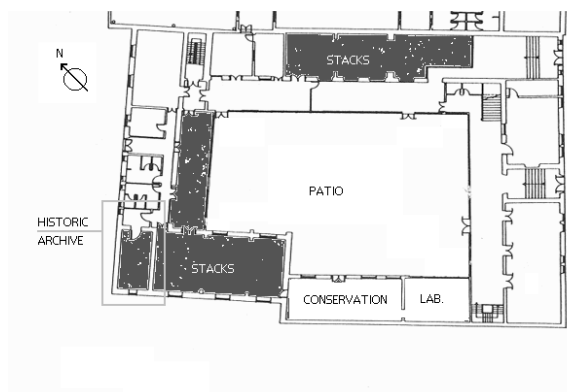 STACKS
N
PATIO
HISTORIC
ARCHIVE
STACKS
CONSERVATION
LAB.